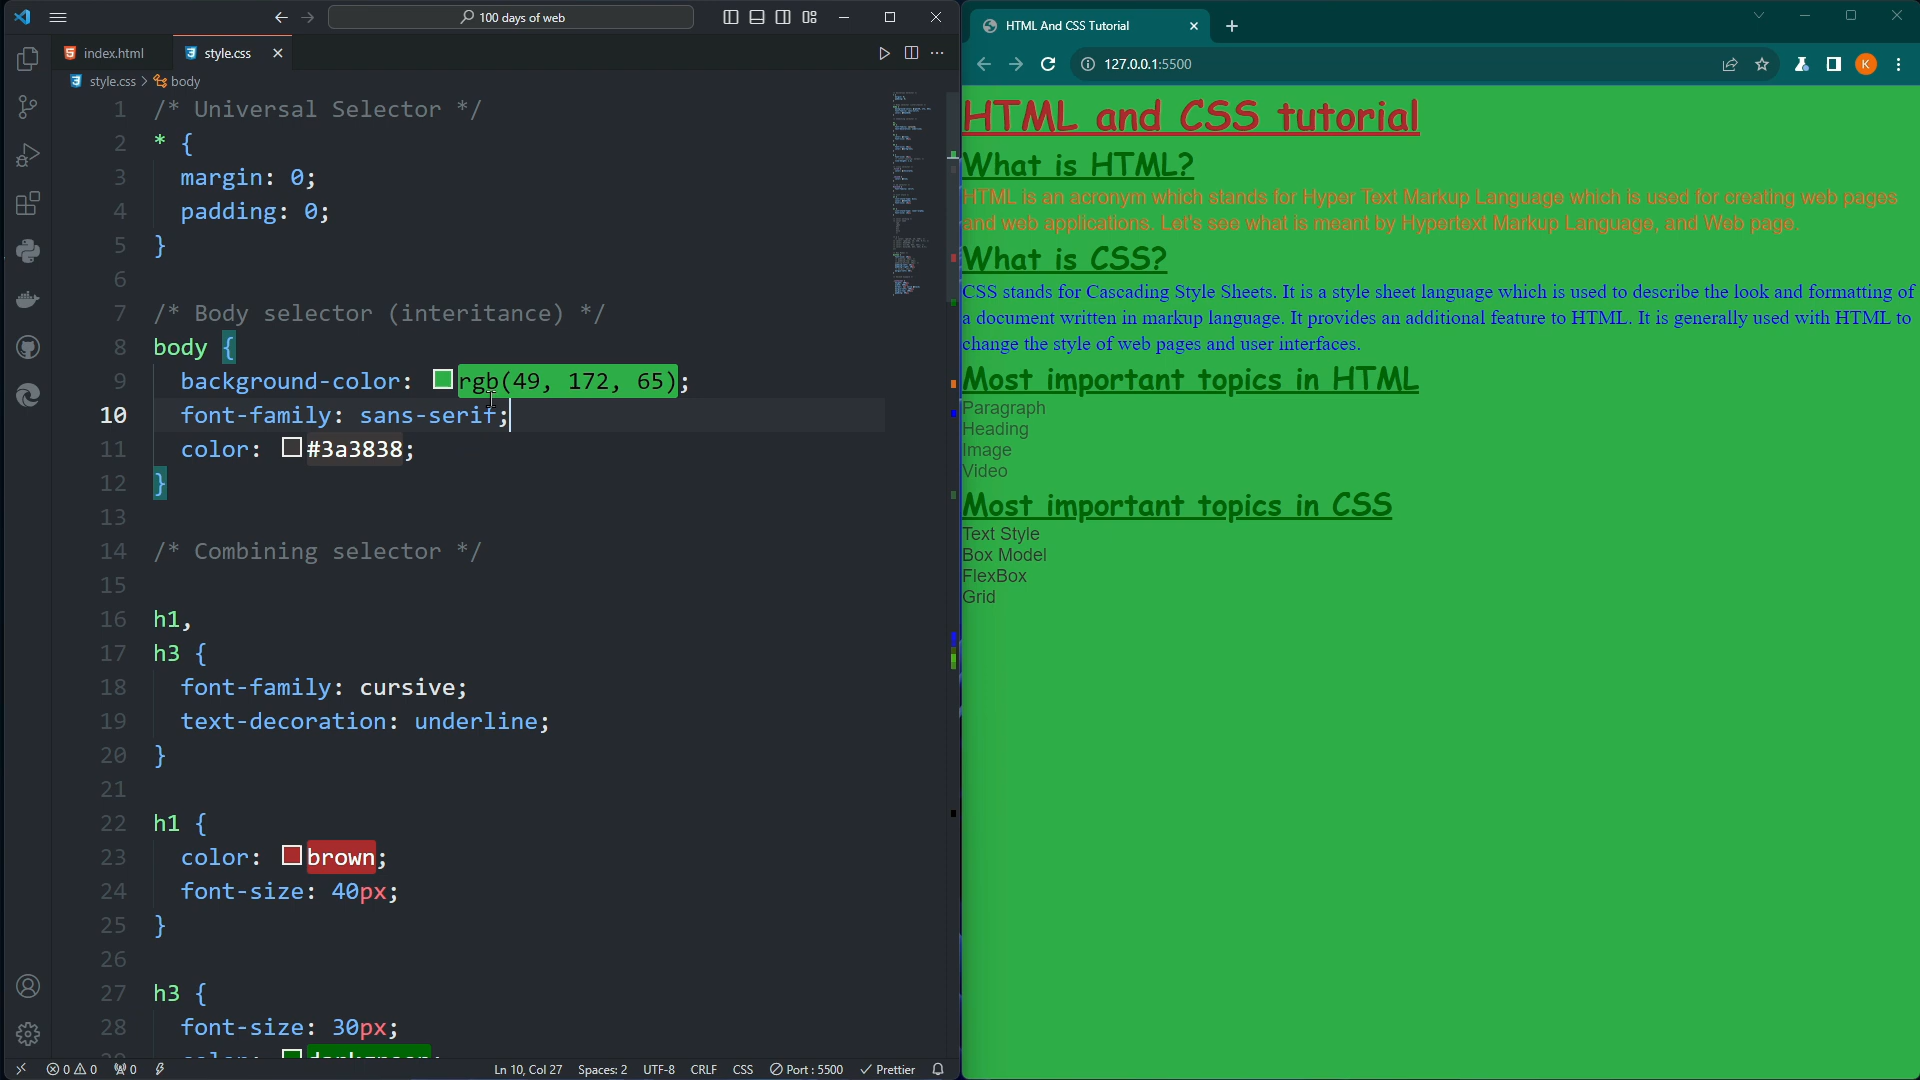 100 days of web
index.html
style.css
style.css > body
1 /* Universal Selector */
2 * {
3 margin: 0;
4 padding: 0;
5 }
6
7 /* Body selector (interitance) */
8 body {
9 background-color: rgb(49, 172, 65);
10 font-family: sans-serif;
11 color: #3a3838;
12 }
13
14 /* Combining selector */
15
16 h1,
17 h3 {
18 font-family: cursive;
19 text-decoration: underline;
20 }
21
22 h1 {
23 color: brown;
24 font-size: 40px;
25 }
26
27 h3 {
28 font-size: 30px;
0 0 0
Ln 10, Col 27 Spaces: 2 UTF-8 CRLF CSS Port : 5500 Prettier
HTML And CSS Tutorial
127.0.0.1:5500
K
HTML and CSS tutorial
What is HTML?
HTML is an acronym which stands for Hyper Text Markup Language which is used for creating web pages
and web applications. Let's see what is meant by Hypertext Markup Language, and Web page.
What is CSS?
CSS stands for Cascading Style Sheets. It is a style sheet language which is used to describe the look and formatting of
a document written in markup language. It provides an additional feature to HTML. It is generally used with HTML to
change the style of web pages and user interfaces.
Most important topics in HTML
Paragraph
Heading
Image
Video
Most important topics in CSS
Text Style
Box Model
FlexBox
Grid